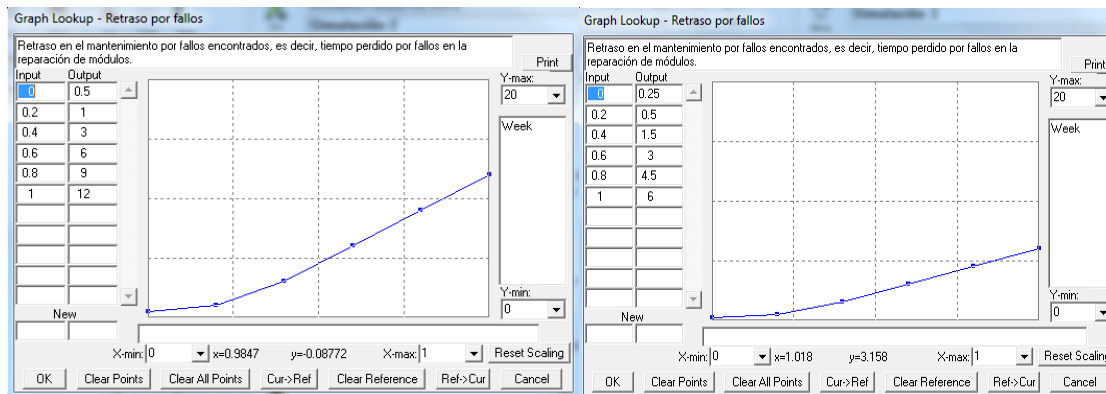 Graph Lookup - Retraso por fallos
Retraso en el mantenimiento por fallos encontrados, es decir, tiempo perdido por fallos en la
reparación de módulos.
Print
Input Output
0 0.5
0.2 1
0.4 3
0.6 6
0.8 9
1 12
New
Y-max:
20
Week
Y-min:
0
X-min: 0 x=0.9847 y=-0.08772 X-max: 1 Reset Scaling
OK Clear Points Clear All Points Cur->Ref Clear Reference Ref->Cur Cancel
Graph Lookup - Retraso por fallos
Retraso en el mantenimiento por fallos encontrados, es decir, tiempo perdido por fallos en la
reparación de módulos.
Print
Input Output
0 0.25
0.2 0.5
0.4 1.5
0.6 3
0.8 4.5
1 6
New
Y-max:
20
Week
Y-min:
0
X-min: 0 x=1.018 y=3.158 X-max: 1 Reset Scaling
OK Clear Points Clear All Points Cur->Ref Clear Reference Ref->Cur Cancel